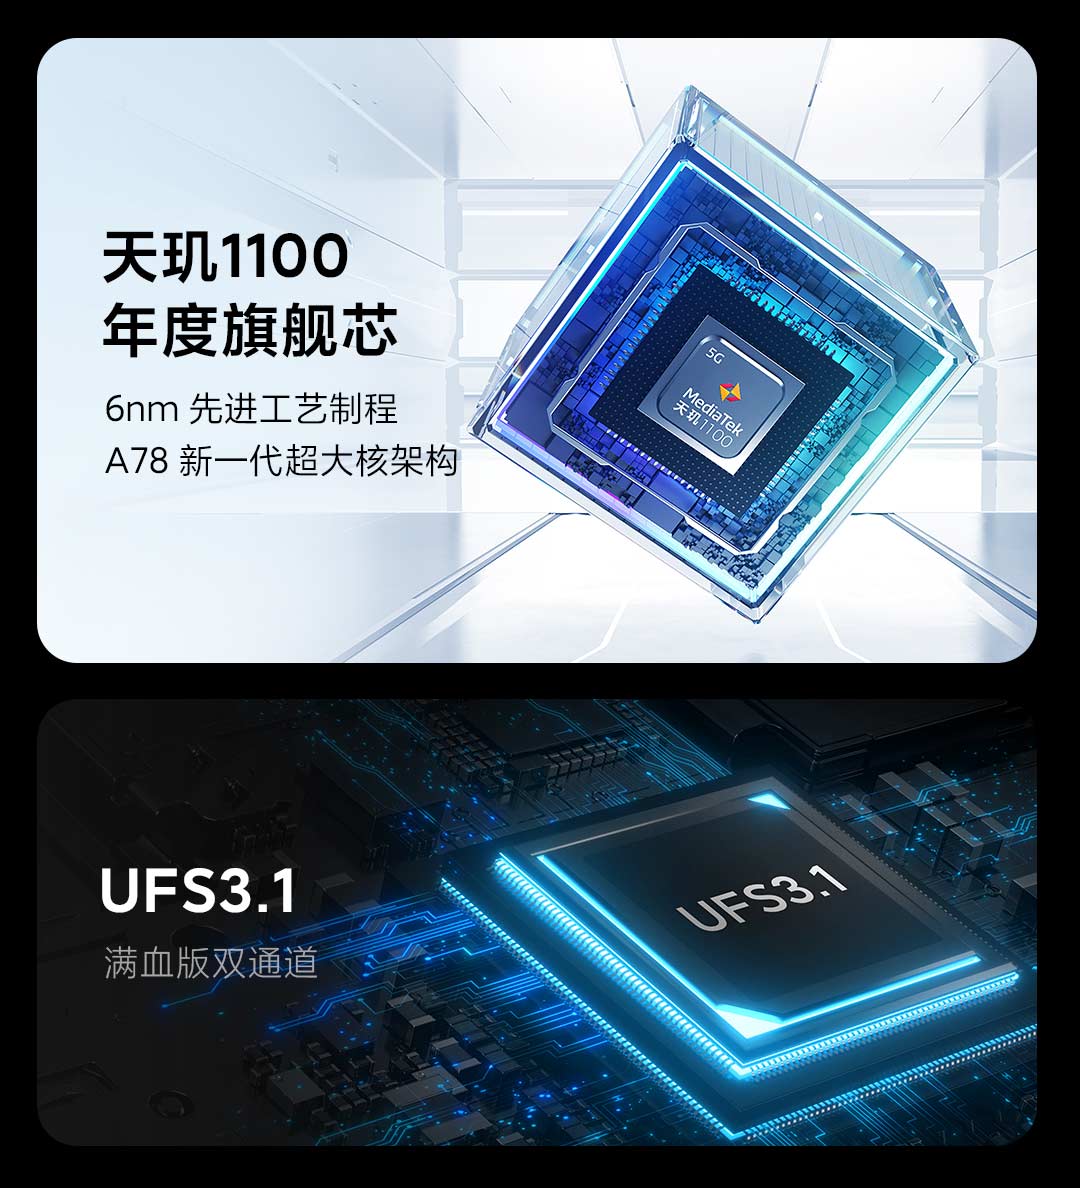 天玑1100
年度旗舰芯
6nm 先进工艺制程
A78 新一代超大核架构
5G
MediaTek
天玑1100
UFS3.1
满血版双通道
UFS3.1